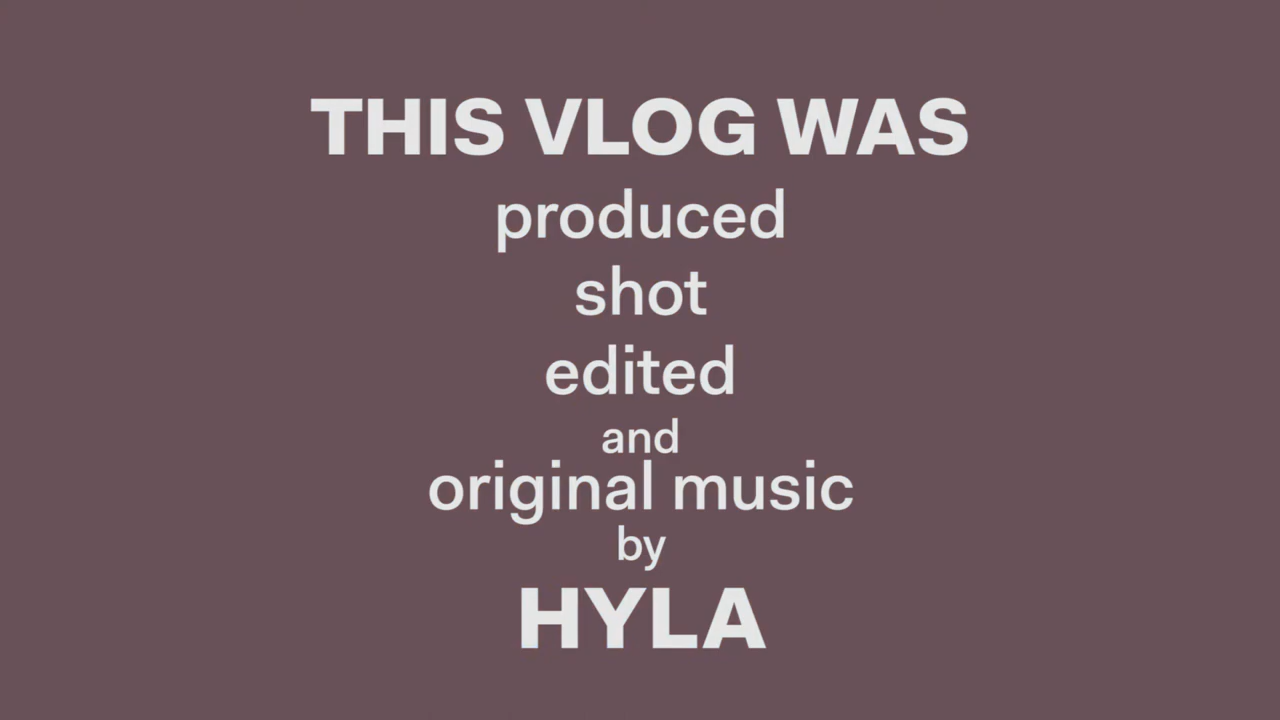 THIS VLOG WAS
produced
shot
edited
and
original music
by
HYLA